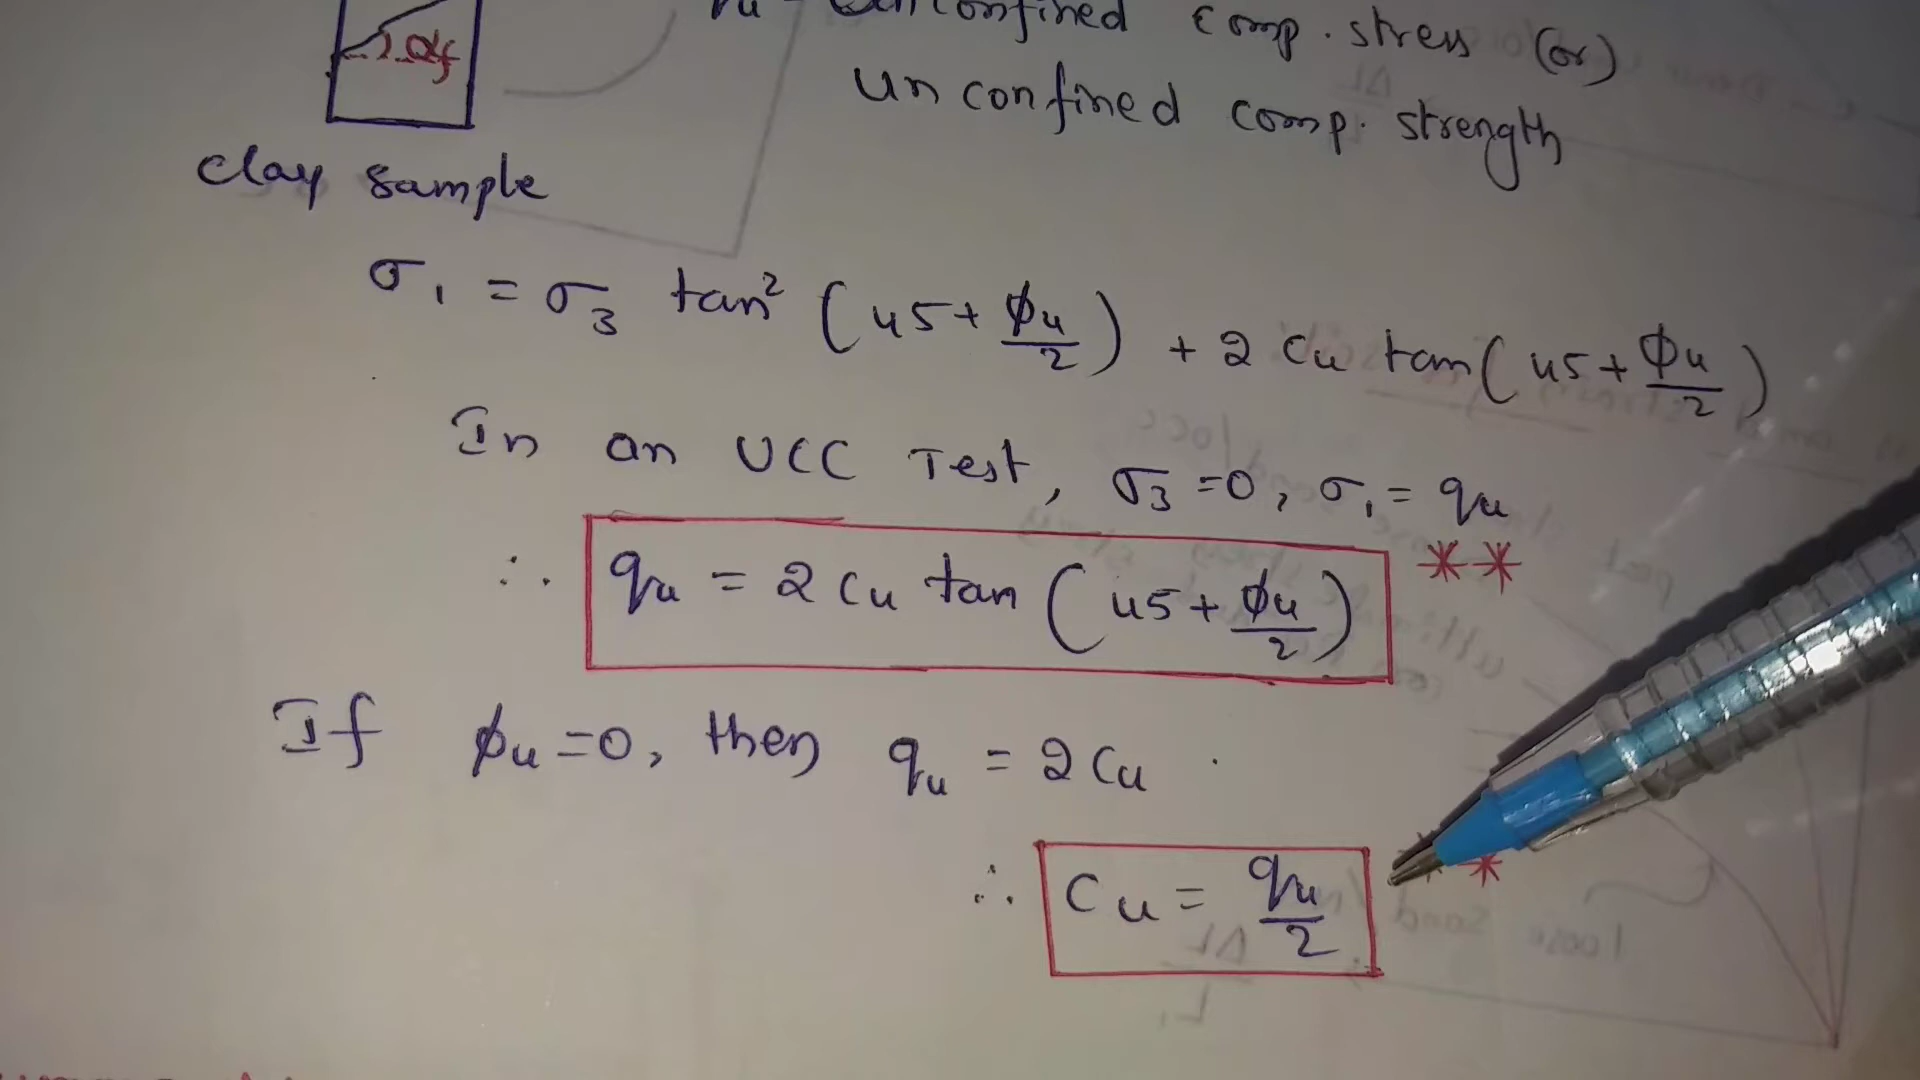 qu - Unconfined comp. stress (or)
unconfined comp. strength
αf
clay sample
σ1 = σ3 tan² (45 + φu/2) + 2 Cu tan (45 + φu/2)
In an UCC Test, σ3 = 0, σ1 = qu
∴ qu = 2 Cu tan (45 + φu/2) **
If φu = 0, then qu = 2 Cu .
∴ Cu = qu/2 **